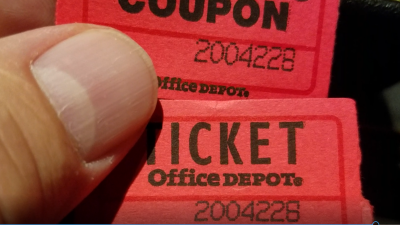 COUPON
2004228
Office DEPOT
TICKET
Office DEPOT®
2004228